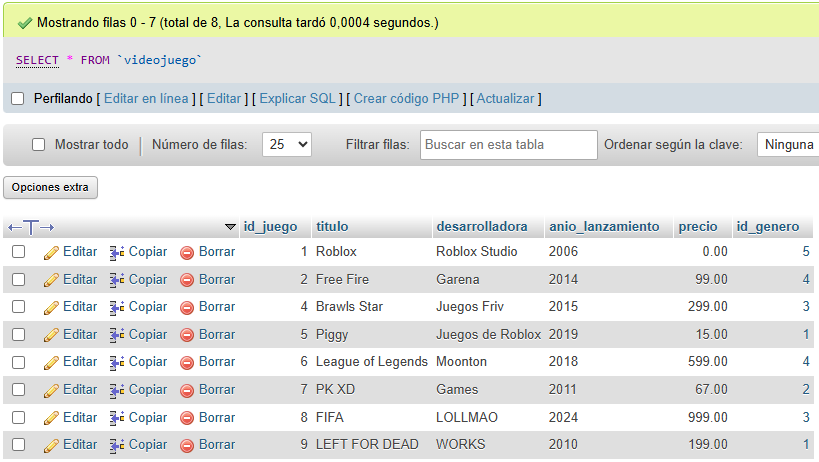 Mostrando filas 0 - 7 (total de 8, La consulta tardó 0,0004 segundos.)
SELECT * FROM `videojuego`
Perfilando [ Editar en línea ] [ Editar ] [ Explicar SQL ] [ Crear código PHP ] [ Actualizar ]
Mostrar todo Número de filas: 25 Filtrar filas: Buscar en esta tabla Ordenar según la clave: Ninguna
Opciones extra
id_juego titulo desarrolladora anio_lanzamiento precio id_genero
Editar Copiar Borrar 1 Roblox Roblox Studio 2006 0.00 5
Editar Copiar Borrar 2 Free Fire Garena 2014 99.00 4
Editar Copiar Borrar 4 Brawls Star Juegos Friv 2015 299.00 3
Editar Copiar Borrar 5 Piggy Juegos de Roblox 2019 15.00 1
Editar Copiar Borrar 6 League of Legends Moonton 2018 599.00 4
Editar Copiar Borrar 7 PK XD Games 2011 67.00 2
Editar Copiar Borrar 8 FIFA LOLLMAO 2024 999.00 3
Editar Copiar Borrar 9 LEFT FOR DEAD WORKS 2010 199.00 1